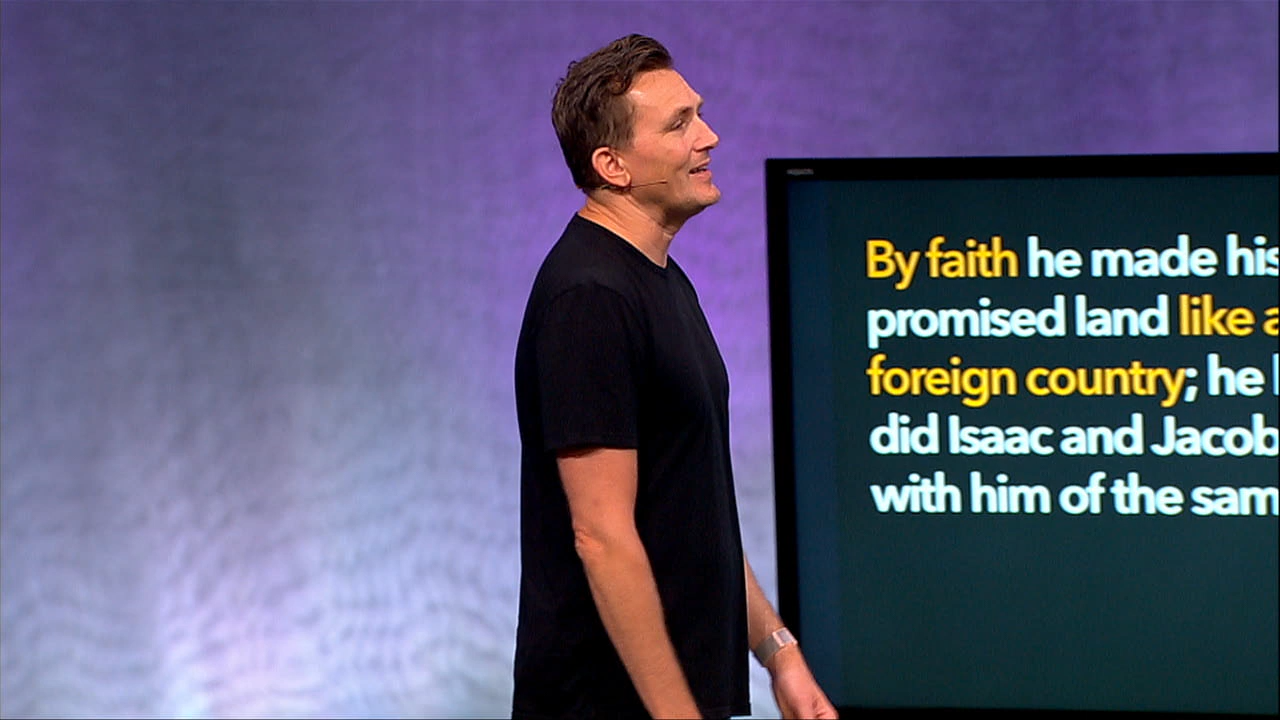 By faith he made his
promised land like a
foreign country; he
did Isaac and Jacob
with him of the sam